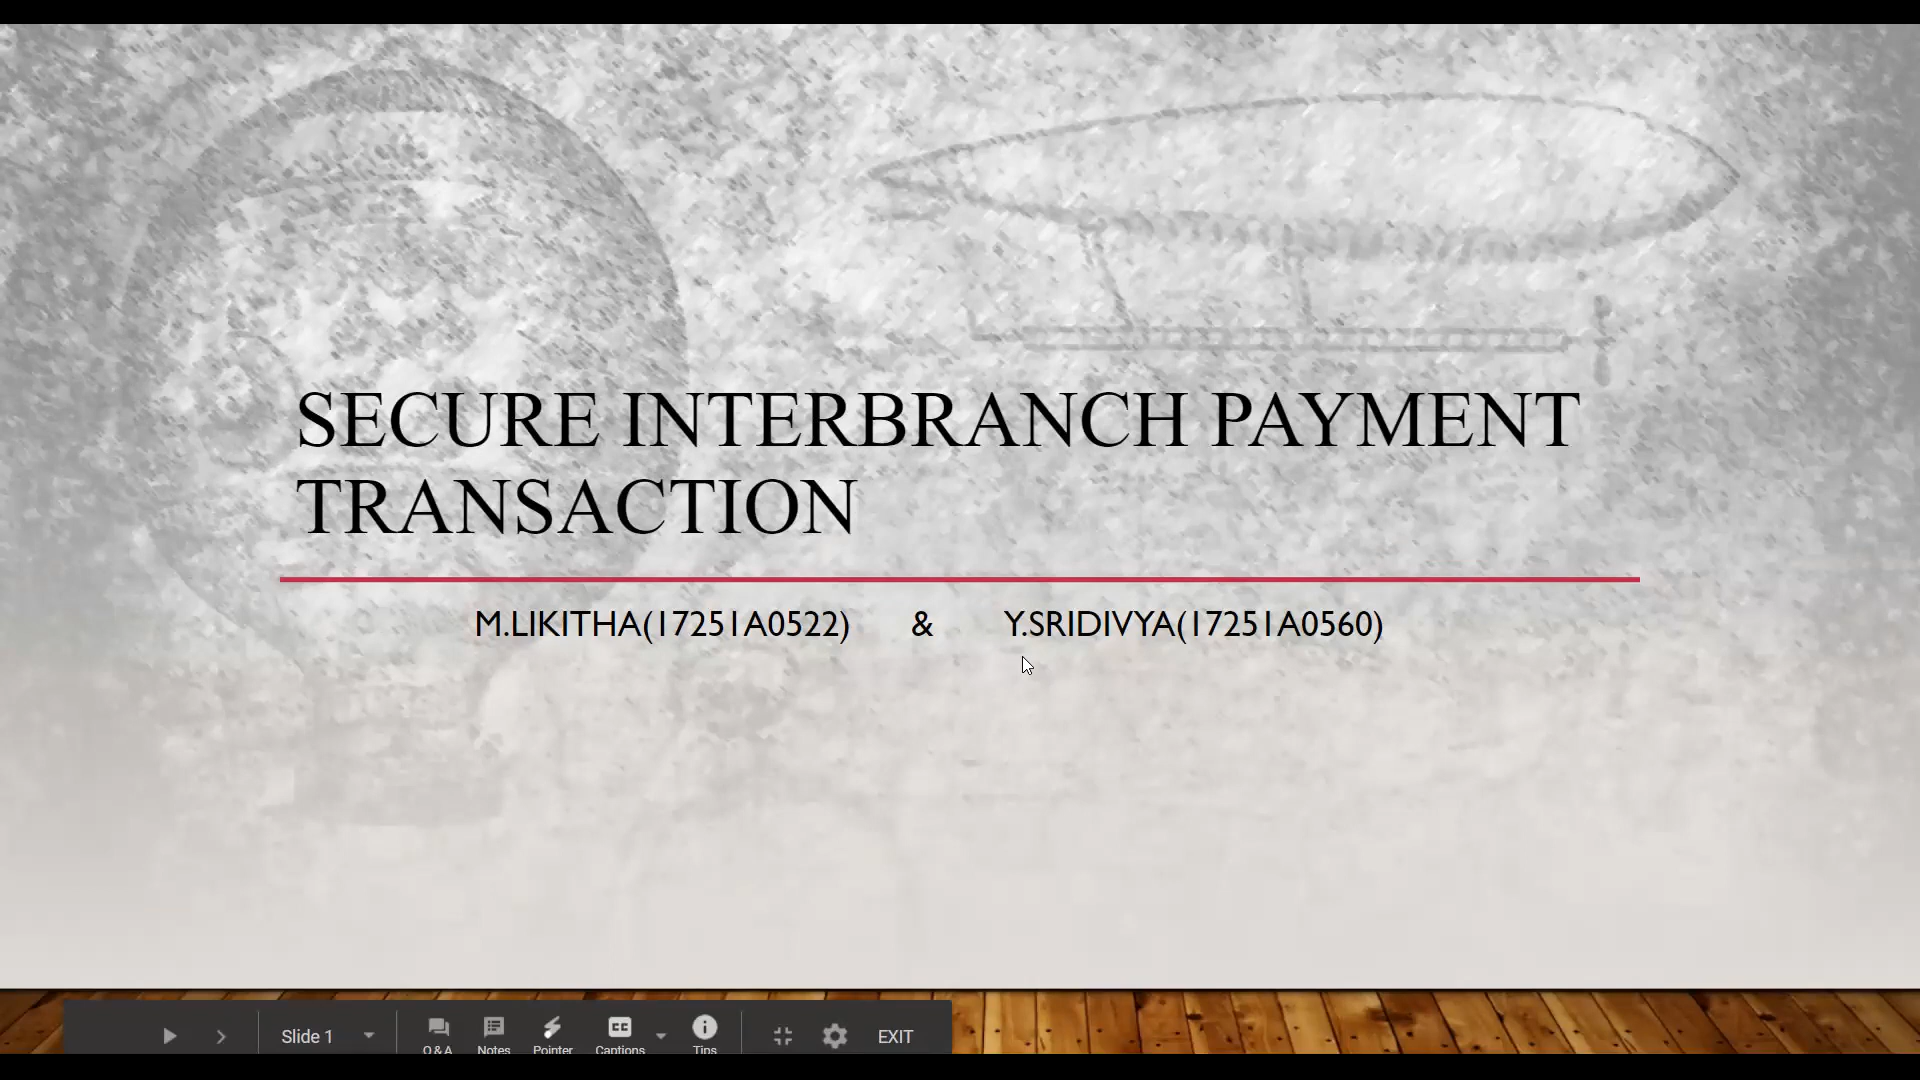 SECURE INTERBRANCH PAYMENT
TRANSACTION
M.LIKITHA(17251A0522) & Y.SRIDIVYA(17251A0560)
Slide 1
Q&A Notes Pointer Captions Tips EXIT